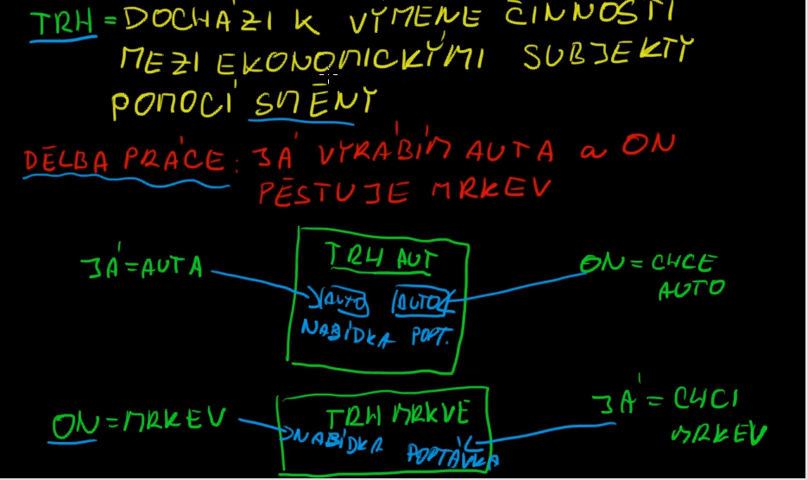 TRH = DOCHÁZÍ K VÝMĚNĚ ČINNOSTÍ
MEZI EKONOMICKÝMI SUBJEKTY
POMOCÍ SMĚNY
DĚLBA PRÁCE: JÁ VYRÁBÍM AUTA a ON
PĚSTUJE MRKEV
TRH AUT
JÁ = AUTA
ON = CHCE
AUTO
AUTO AUTO
NABÍDKA POPT.
JÁ = CHCI
MRKEV
ON = MRKEV
TRH MRKVE
NABÍDKA POPTÁVKA